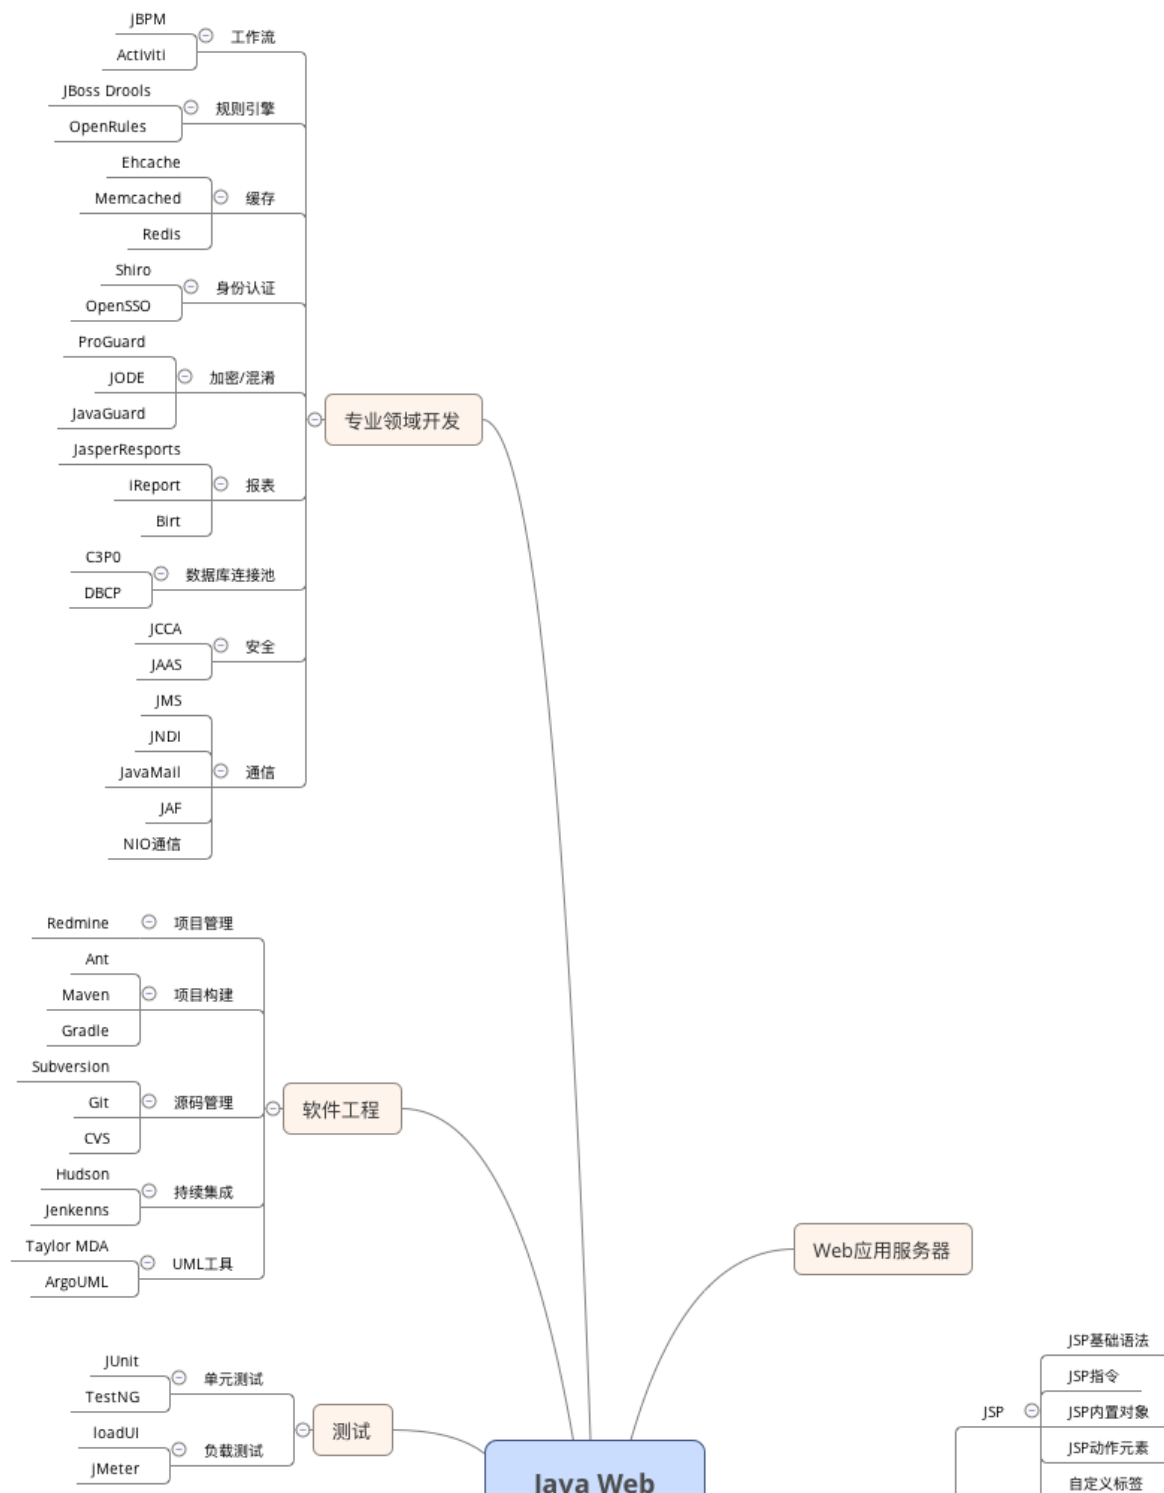 jBPM
工作流
Activiti
JBoss Drools
规则引擎
OpenRules
Ehcache
Memcached
缓存
Redis
Shiro
身份认证
OpenSSO
ProGuard
JODE
加密/混淆
JavaGuard
专业领域开发
JasperResports
iReport
报表
Birt
C3P0
数据库连接池
DBCP
JCCA
安全
JAAS
JMS
JNDI
JavaMail
通信
JAF
NIO通信
Redmine
项目管理
Ant
Maven
项目构建
Gradle
Subversion
Git
源码管理
CVS
软件工程
Hudson
持续集成
Jenkenns
Taylor MDA
UML工具
ArgoUML
Web应用服务器
JUnit
单元测试
TestNG
测试
loadUI
负载测试
jMeter
Java Web
JSP基础语法
JSP指令
JSP
JSP内置对象
JSP动作元素
自定义标签